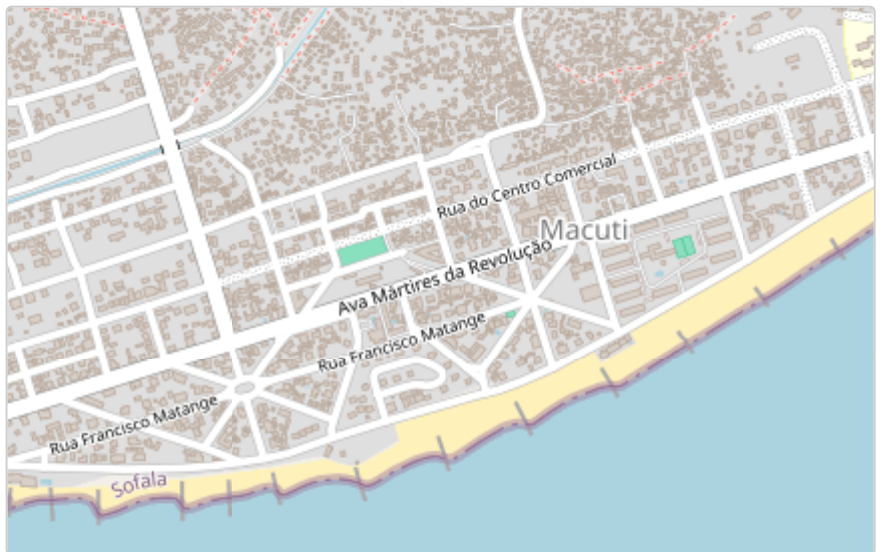 Rua do Centro Comercial
Macuti
Ava Mártires da Revolução
Rua Francisco Matange
Rua Francisco Matange
Sofala